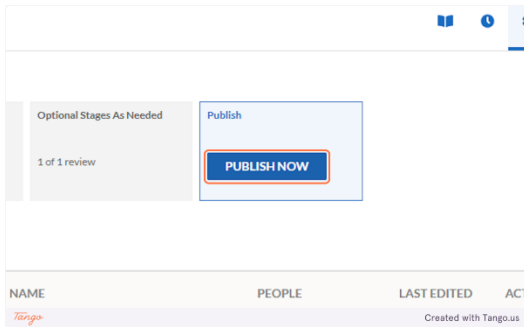 Optional Stages As Needed
Publish
1 of 1 review
PUBLISH NOW
NAME PEOPLE LAST EDITED
Tango
Created with Tango.us